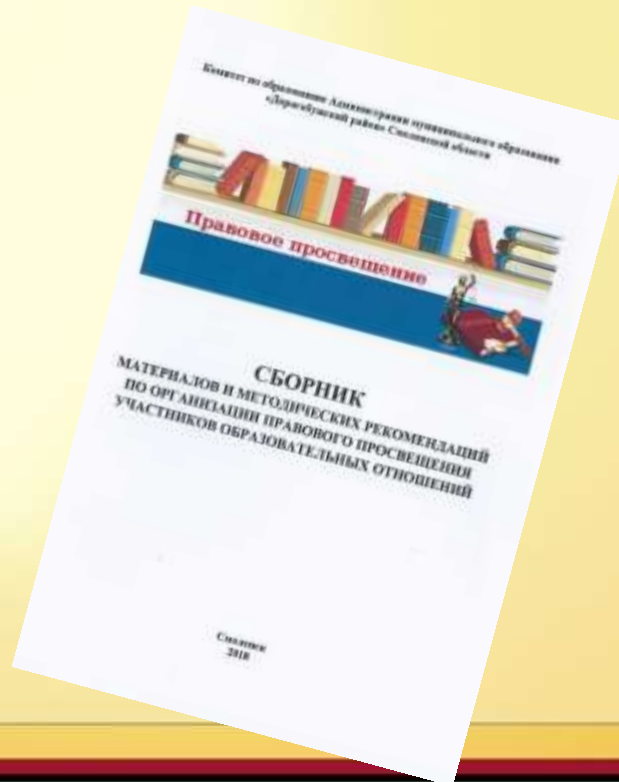 Комитет по образованию Администрации муниципального образования
«Дорогобужский район» Смоленской области
Правовое просвещение
СБОРНИК
МАТЕРИАЛОВ И МЕТОДИЧЕСКИХ РЕКОМЕНДАЦИЙ
ПО ОРГАНИЗАЦИИ ПРАВОВОГО ПРОСВЕЩЕНИЯ
УЧАСТНИКОВ ОБРАЗОВАТЕЛЬНЫХ ОТНОШЕНИЙ
Смоленск
2018